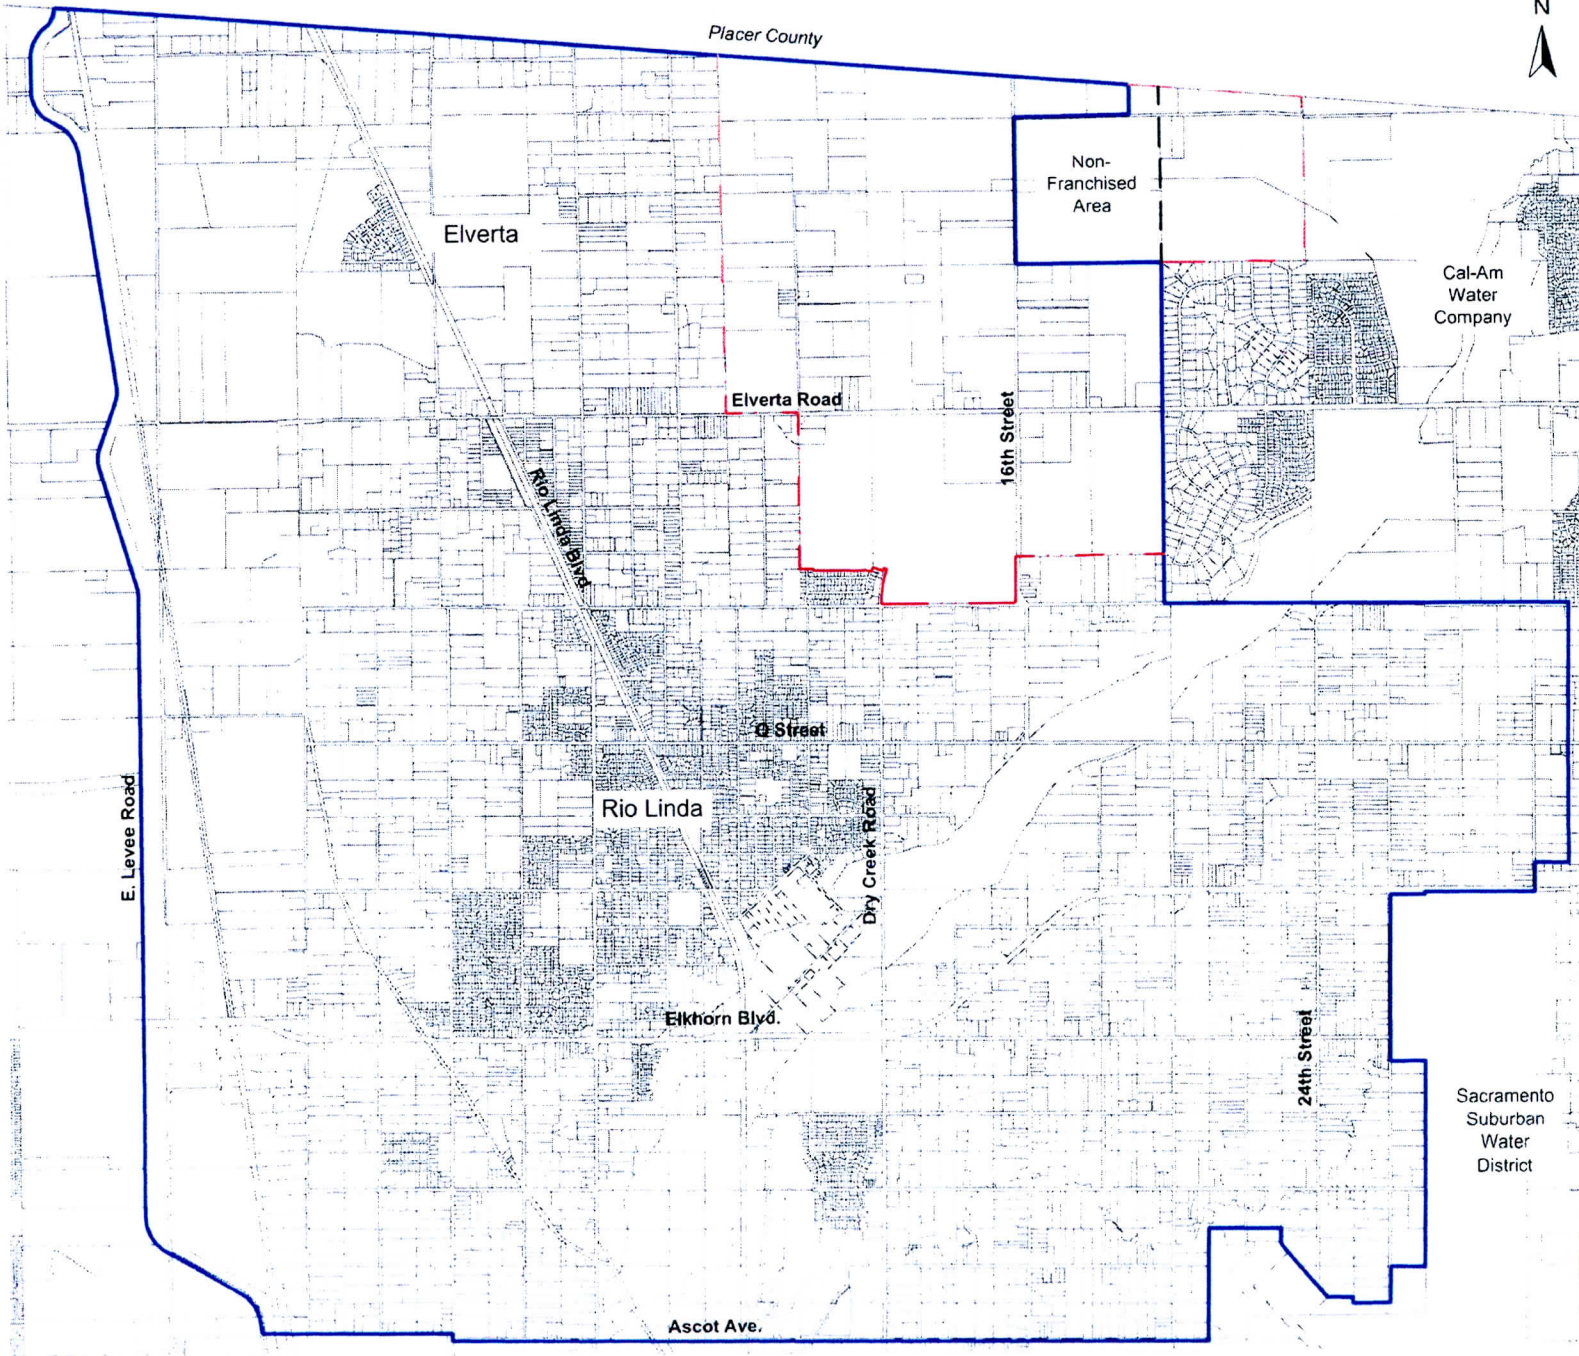 N
Placer County
Non-
Franchised
Area
Elverta
Cal-Am
Water
Company
Elverta Road
16th Street
Rio Linda Blvd
Q Street
Rio Linda
E. Levee Road
Dry Creek Road
Elkhorn Blvd.
24th Street
Sacramento
Suburban
Water
District
Ascot Ave.